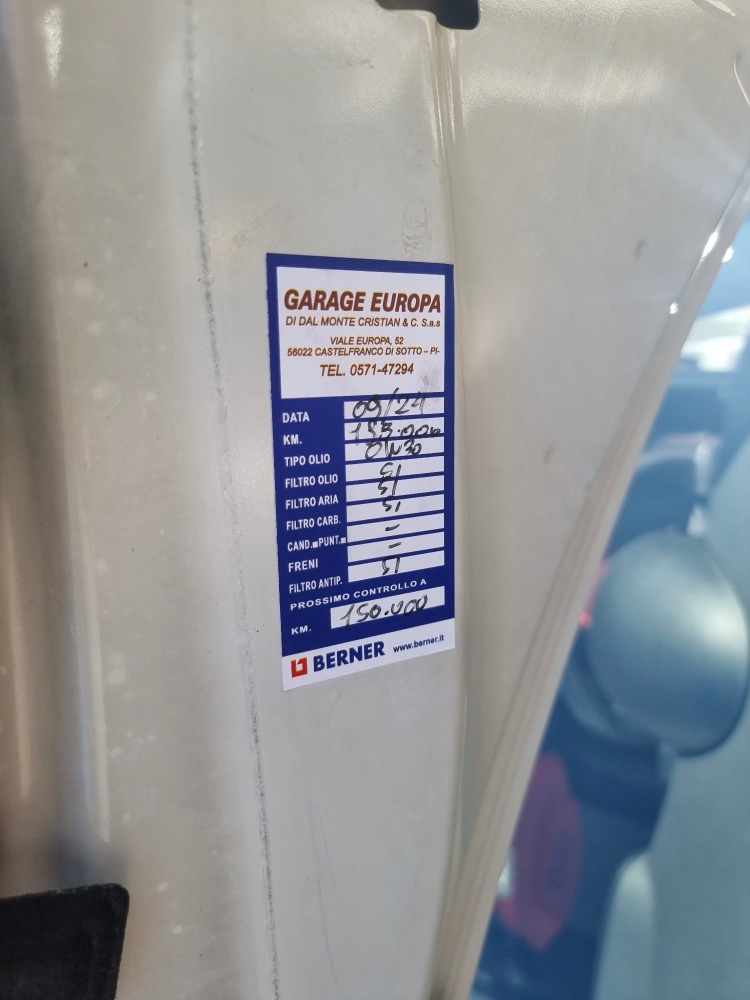 GARAGE EUROPA
DI DAL MONTE CRISTIAN & C. S.a.s
VIALE EUROPA, 52
56022 CASTELFRANCO DI SOTTO – PI-
TEL. 0571-47294
DATA 09/24
KM.
TIPO OLIO 0W30
FILTRO OLIO SI
FILTRO ARIA SI
FILTRO CARB. SI
CAND. PUNT. –
FRENI –
FILTRO ANTIP. SI
PROSSIMO CONTROLLO A
KM. 150.000
BERNER www.berner.it